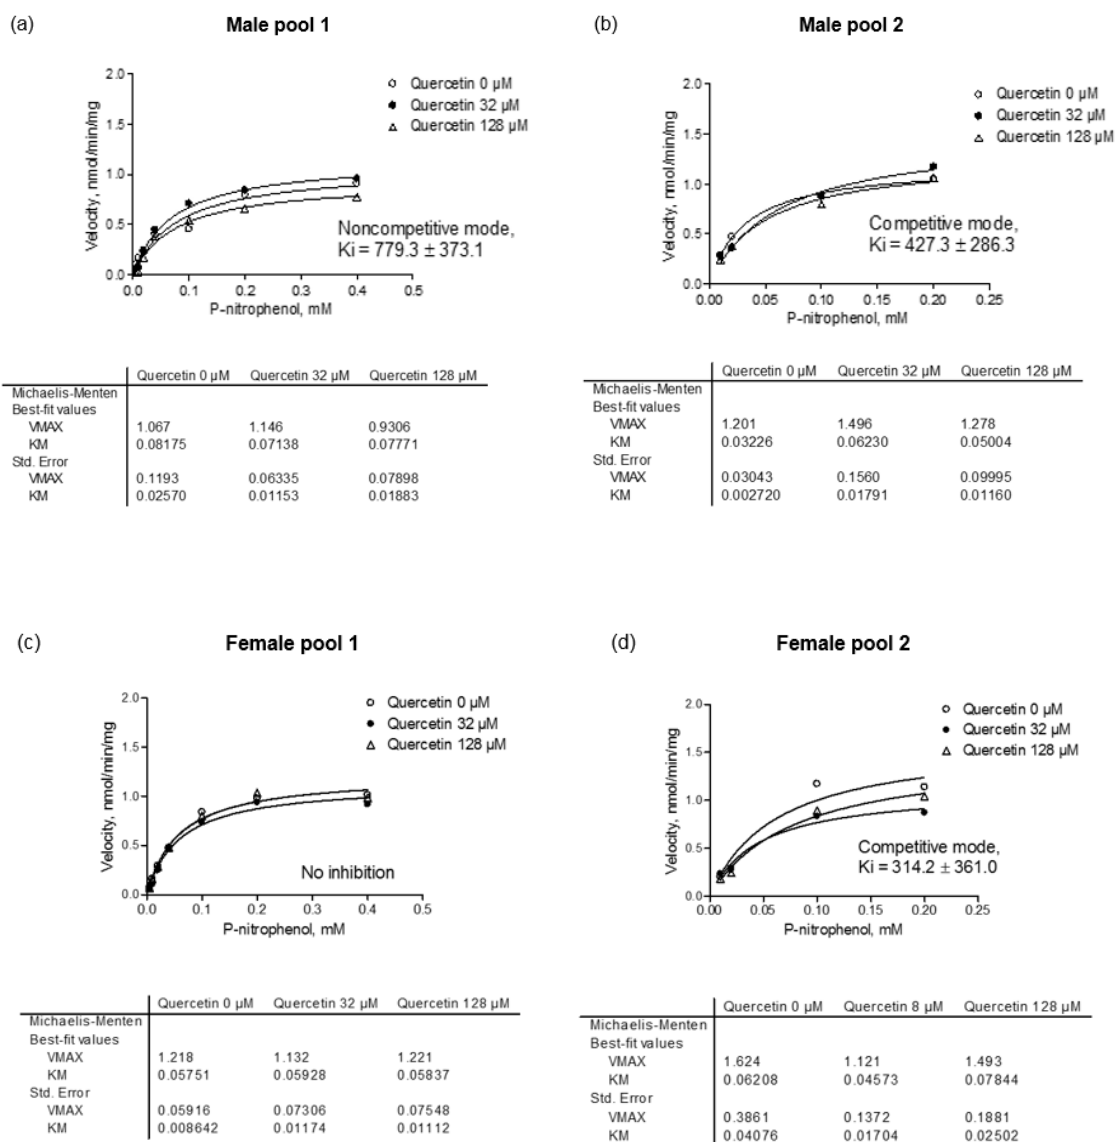 (a) Male pool 1
2.0
1.5
1.0
0.5
0.0
Velocity, nmol/min/mg
Quercetin 0 µM
Quercetin 32 µM
Quercetin 128 µM
Noncompetitive mode,
Ki = 779.3 ± 373.1
0.0 0.1 0.2 0.3 0.4 0.5
P-nitrophenol, mM
Quercetin 0 µM Quercetin 32 µM Quercetin 128 µM
Michaelis-Menten
Best-fit values
VMAX 1.067 1.146 0.9306
KM 0.08175 0.07138 0.07771
Std. Error
VMAX 0.1193 0.06335 0.07898
KM 0.02570 0.01153 0.01883
(b) Male pool 2
2.0
1.5
1.0
0.5
0.0
Velocity, nmol/min/mg
Quercetin 0 µM
Quercetin 32 µM
Quercetin 128 µM
Competitive mode,
Ki = 427.3 ± 286.3
0.00 0.05 0.10 0.15 0.20 0.25
P-nitrophenol, mM
Quercetin 0 µM Quercetin 32 µM Quercetin 128 µM
Michaelis-Menten
Best-fit values
VMAX 1.201 1.496 1.278
KM 0.03226 0.06230 0.05004
Std. Error
VMAX 0.03043 0.1560 0.09995
KM 0.002720 0.01791 0.01160
(c) Female pool 1
2.0
1.5
1.0
0.5
0.0
Velocity, nmol/min/mg
Quercetin 0 µM
Quercetin 32 µM
Quercetin 128 µM
No inhibition
0.0 0.1 0.2 0.3 0.4 0.5
P-nitrophenol, mM
Quercetin 0 µM Quercetin 32 µM Quercetin 128 µM
Michaelis-Menten
Best-fit values
VMAX 1.218 1.132 1.221
KM 0.05751 0.05928 0.05837
Std. Error
VMAX 0.05916 0.07306 0.07548
KM 0.008642 0.01174 0.01112
(d) Female pool 2
2.0
1.5
1.0
0.5
0.0
Velocity, nmol/min/mg
Quercetin 0 µM
Quercetin 32 µM
Quercetin 128 µM
Competitive mode,
Ki = 314.2 ± 361.0
0.00 0.05 0.10 0.15 0.20 0.25
P-nitrophenol, mM
Quercetin 0 µM Quercetin 8 µM Quercetin 128 µM
Michaelis-Menten
Best-fit values
VMAX 1.624 1.121 1.493
KM 0.06208 0.04573 0.07844
Std. Error
VMAX 0.3861 0.1372 0.1881
KM 0.04076 0.01704 0.02502